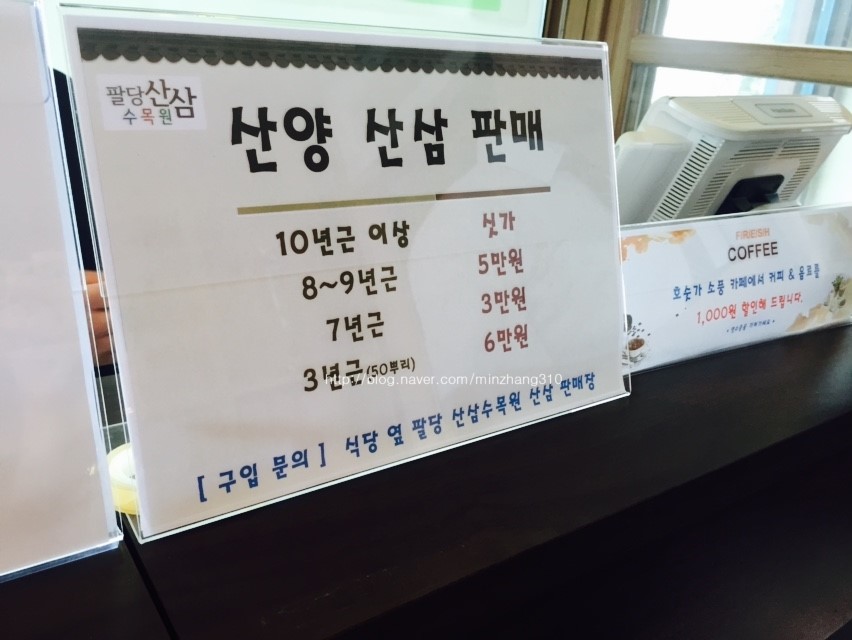 팔당산삼
수목원
산양 산삼 판매
10년근 이상 싯가
8~9년근 5만원
7년근 3만원
3년근(50뿌리) 6만원
[ 구입 문의 ] 식당 옆 팔당 산삼수목원 산삼 판매장
http://blog.naver.com/minzhang310
FRESH
COFFEE
호숫가 소풍 카페에서 커피 & 음료를
1,000원 할인해 드립니다.